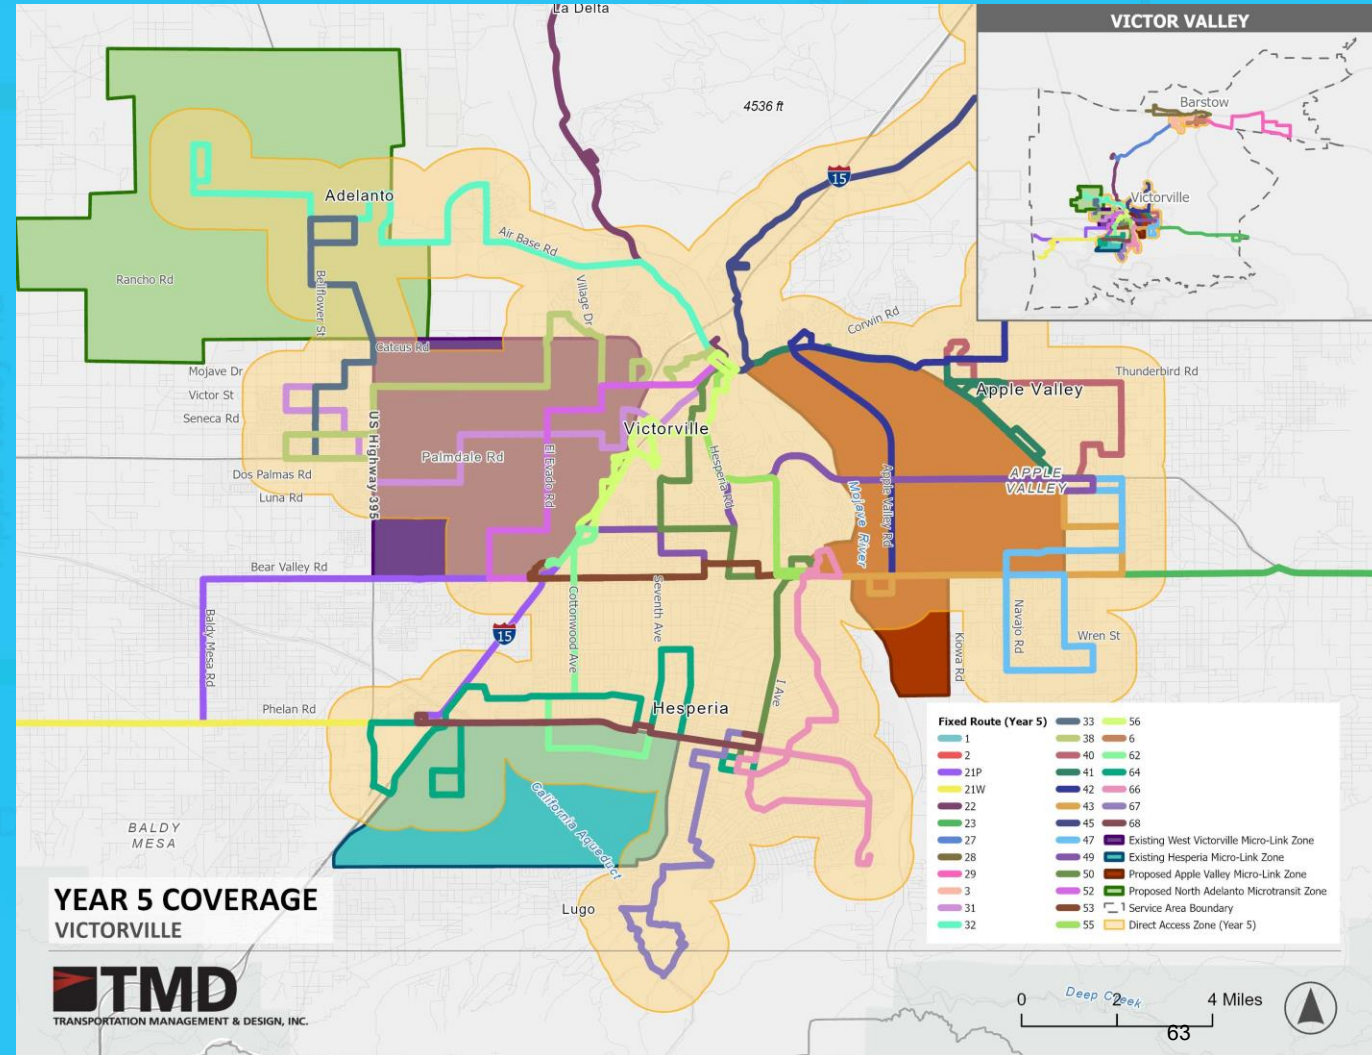 La Delta
4536 ft
15
Adelanto
Air Base Rd
Rancho Rd
Bellflower St
Village Dr
Corwin Rd
Catcus Rd
Mojave Dr
Victor St
Seneca Rd
Thunderbird Rd
Apple Valley
Victorville
US Highway 395
Palmdale Rd
El Evado Rd
Hesperia Rd
Dos Palmas Rd
Luna Rd
APPLE
VALLEY
Mojave River
Apple Valley Rd
Bear Valley Rd
Baldy Mesa Rd
15
Cottonwood Ave
Seventh Ave
Navajo Rd
Wren St
Kiowa Rd
Phelan Rd
Hesperia
I Ave
California Aqueduct
BALDY
MESA
Lugo
Deep Creek
VICTOR VALLEY
Barstow
Victorville
Fixed Route (Year 5)
1
2
21P
21W
22
23
27
28
29
3
31
32
33
38
40
41
42
43
45
47
49
50
52
53
55
56
6
62
64
66
67
68
Existing West Victorville Micro-Link Zone
Existing Hesperia Micro-Link Zone
Proposed Apple Valley Micro-Link Zone
Proposed North Adelanto Microtransit Zone
Service Area Boundary
Direct Access Zone (Year 5)
YEAR 5 COVERAGE
VICTORVILLE
TMD
TRANSPORTATION MANAGEMENT & DESIGN, INC.
0 2 4 Miles
63